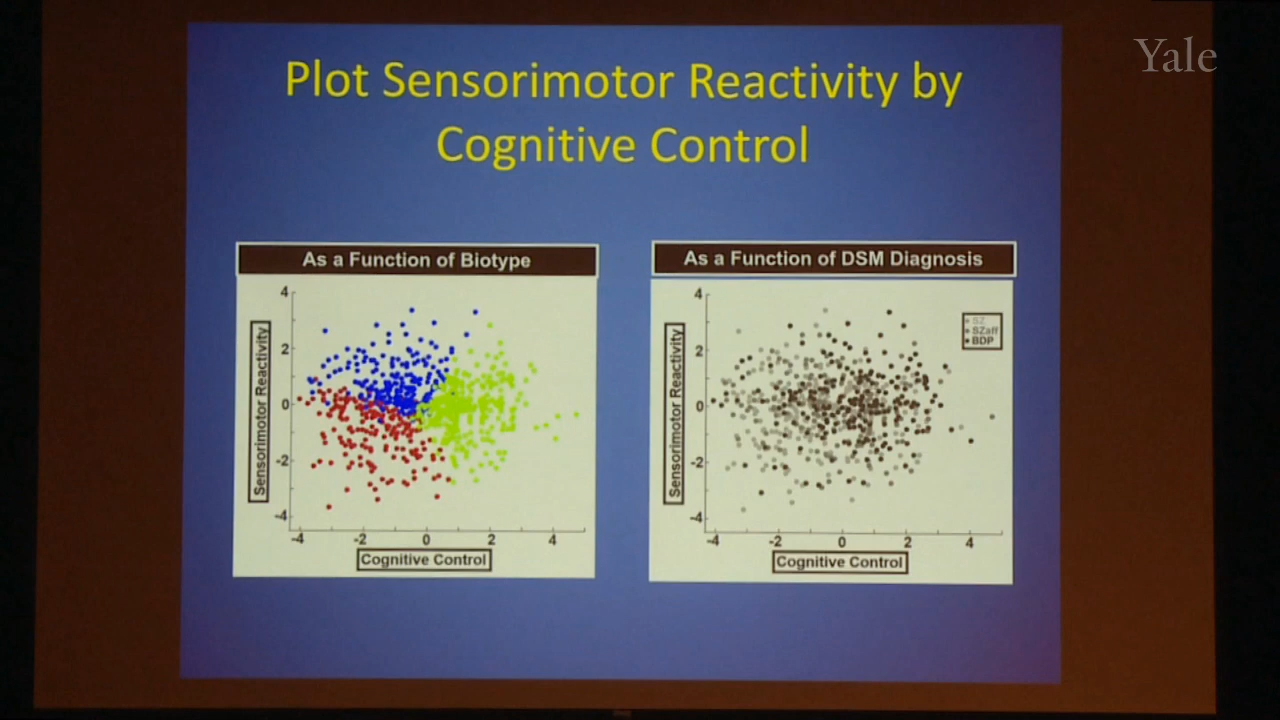 Yale
Plot Sensorimotor Reactivity by
Cognitive Control
As a Function of Biotype
4
2
0
-2
-4
Sensorimotor Reactivity
-4 -2 0 2 4
Cognitive Control
As a Function of DSM Diagnosis
4
2
0
-2
-4
Sensorimotor Reactivity
SZ
SZaff
BDP
-4 -2 0 2 4
Cognitive Control